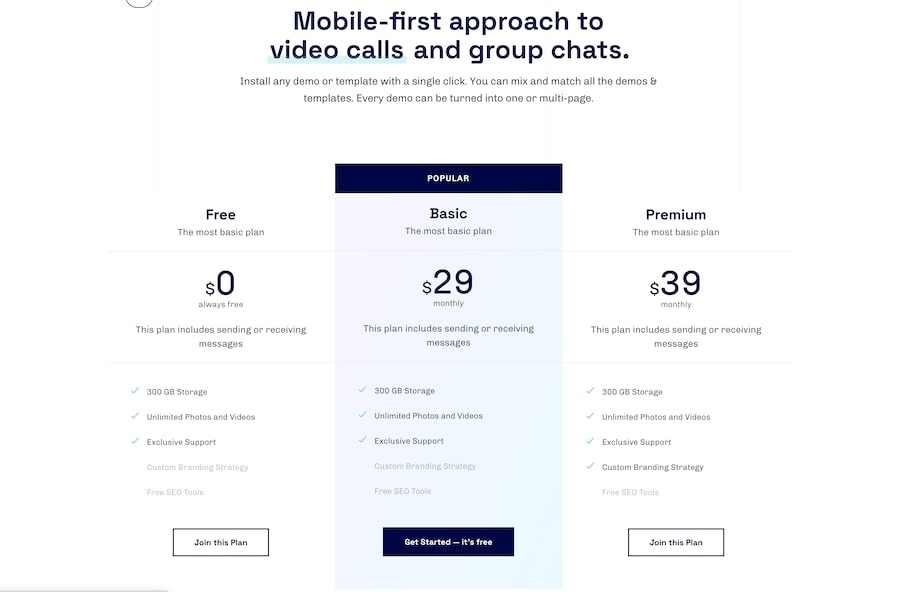 Mobile-first approach to
video calls and group chats.
Install any demo or template with a single click. You can mix and match all the demos &
templates. Every demo can be turned into one or multi-page.
POPULAR
Free
The most basic plan
$0
always free
This plan includes sending or receiving
messages
300 GB Storage
Unlimited Photos and Videos
Exclusive Support
Custom Branding Strategy
Free SEO Tools
Join this Plan
Basic
The most basic plan
$29
monthly
This plan includes sending or receiving
messages
300 GB Storage
Unlimited Photos and Videos
Exclusive Support
Custom Branding Strategy
Free SEO Tools
Get Started — it's free
Premium
The most basic plan
$39
monthly
This plan includes sending or receiving
messages
300 GB Storage
Unlimited Photos and Videos
Exclusive Support
Custom Branding Strategy
Free SEO Tools
Join this Plan